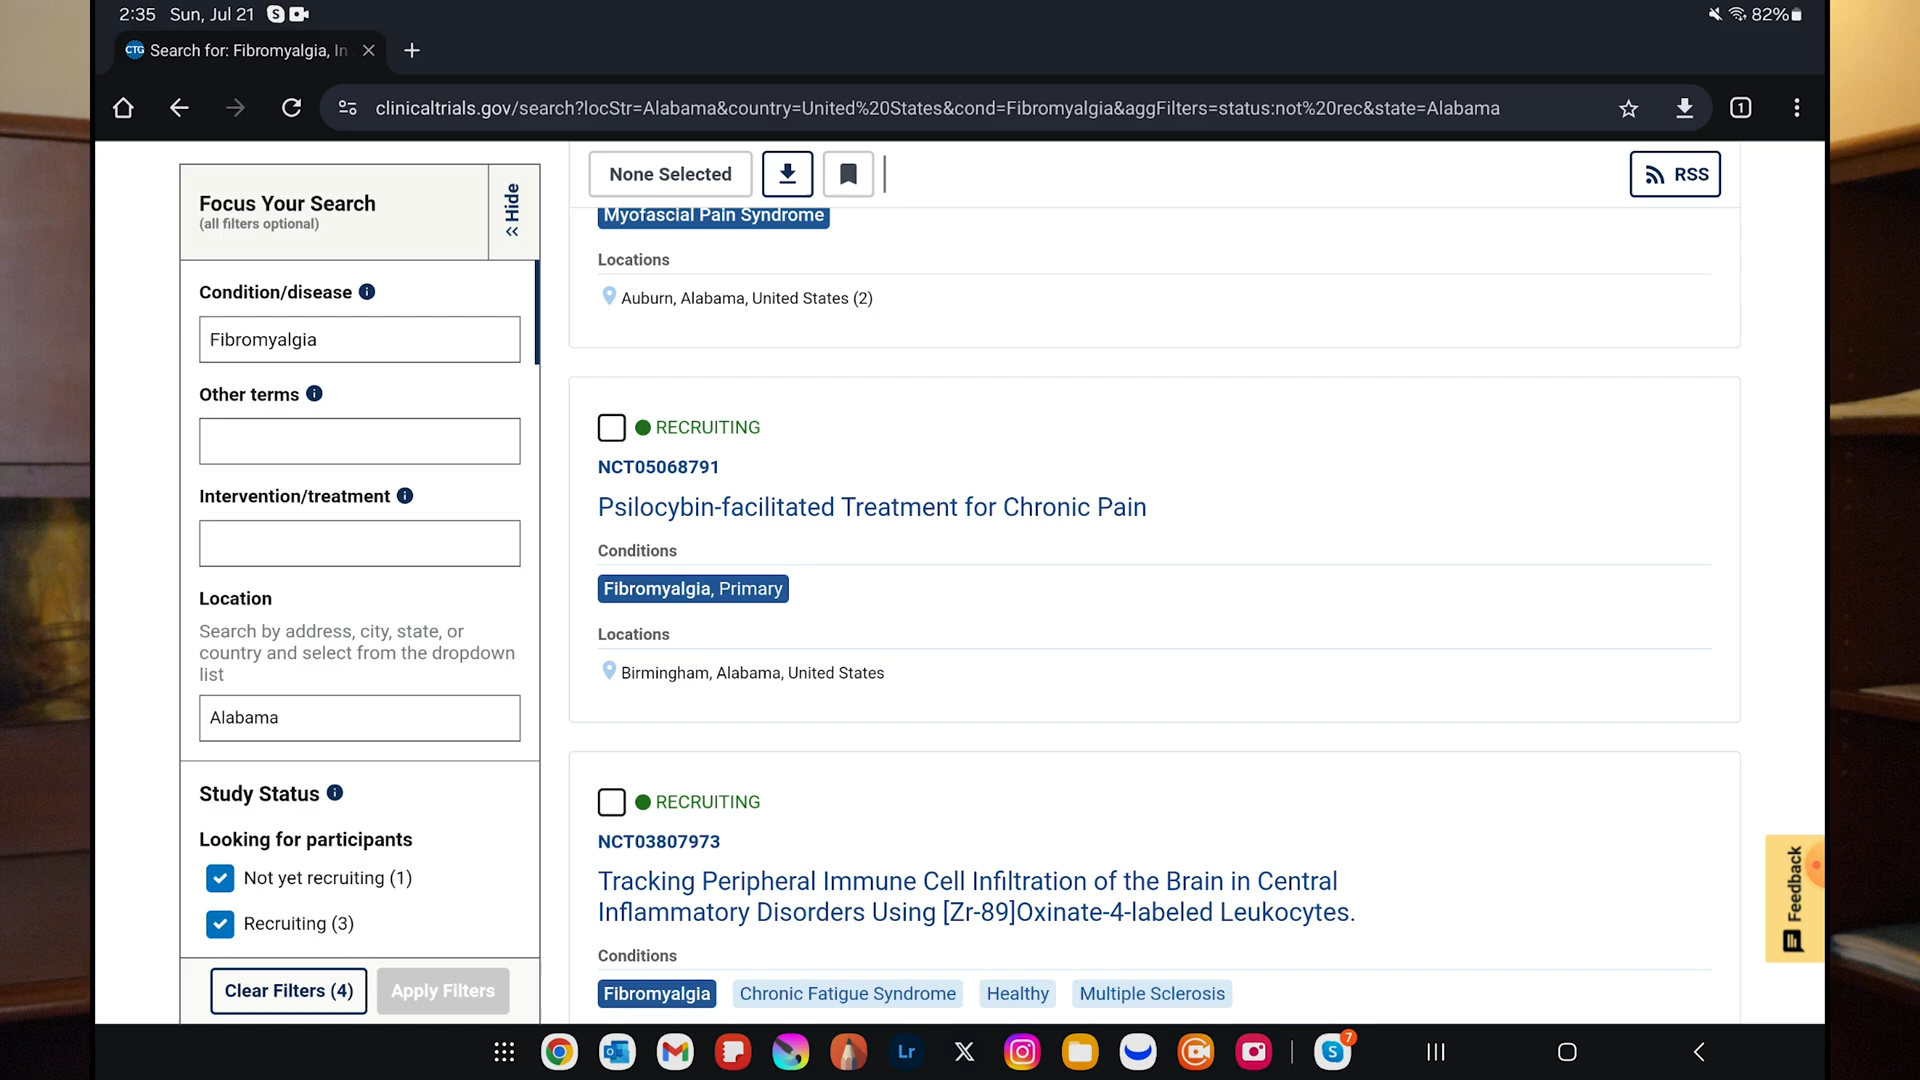 2:35 Sun, Jul 21
82%
CTG Search for: Fibromyalgia, In
clinicaltrials.gov/search?locStr=Alabama&country=United%20States&cond=Fibromyalgia&aggFilters=status:not%20rec&state=Alabama
1
Focus Your Search
(all filters optional)
Hide
Condition/disease
Fibromyalgia
Other terms
Intervention/treatment
Location
Search by address, city, state, or
country and select from the dropdown
list
Alabama
Study Status
Looking for participants
Not yet recruiting (1)
Recruiting (3)
Clear Filters (4)
Apply Filters
None Selected
RSS
Myofascial Pain Syndrome
Locations
Auburn, Alabama, United States (2)
RECRUITING
NCT05068791
Psilocybin-facilitated Treatment for Chronic Pain
Conditions
Fibromyalgia, Primary
Locations
Birmingham, Alabama, United States
RECRUITING
NCT03807973
Tracking Peripheral Immune Cell Infiltration of the Brain in Central
Inflammatory Disorders Using [Zr-89]Oxinate-4-labeled Leukocytes.
Conditions
Fibromyalgia Chronic Fatigue Syndrome Healthy Multiple Sclerosis
Feedback
Lr
7